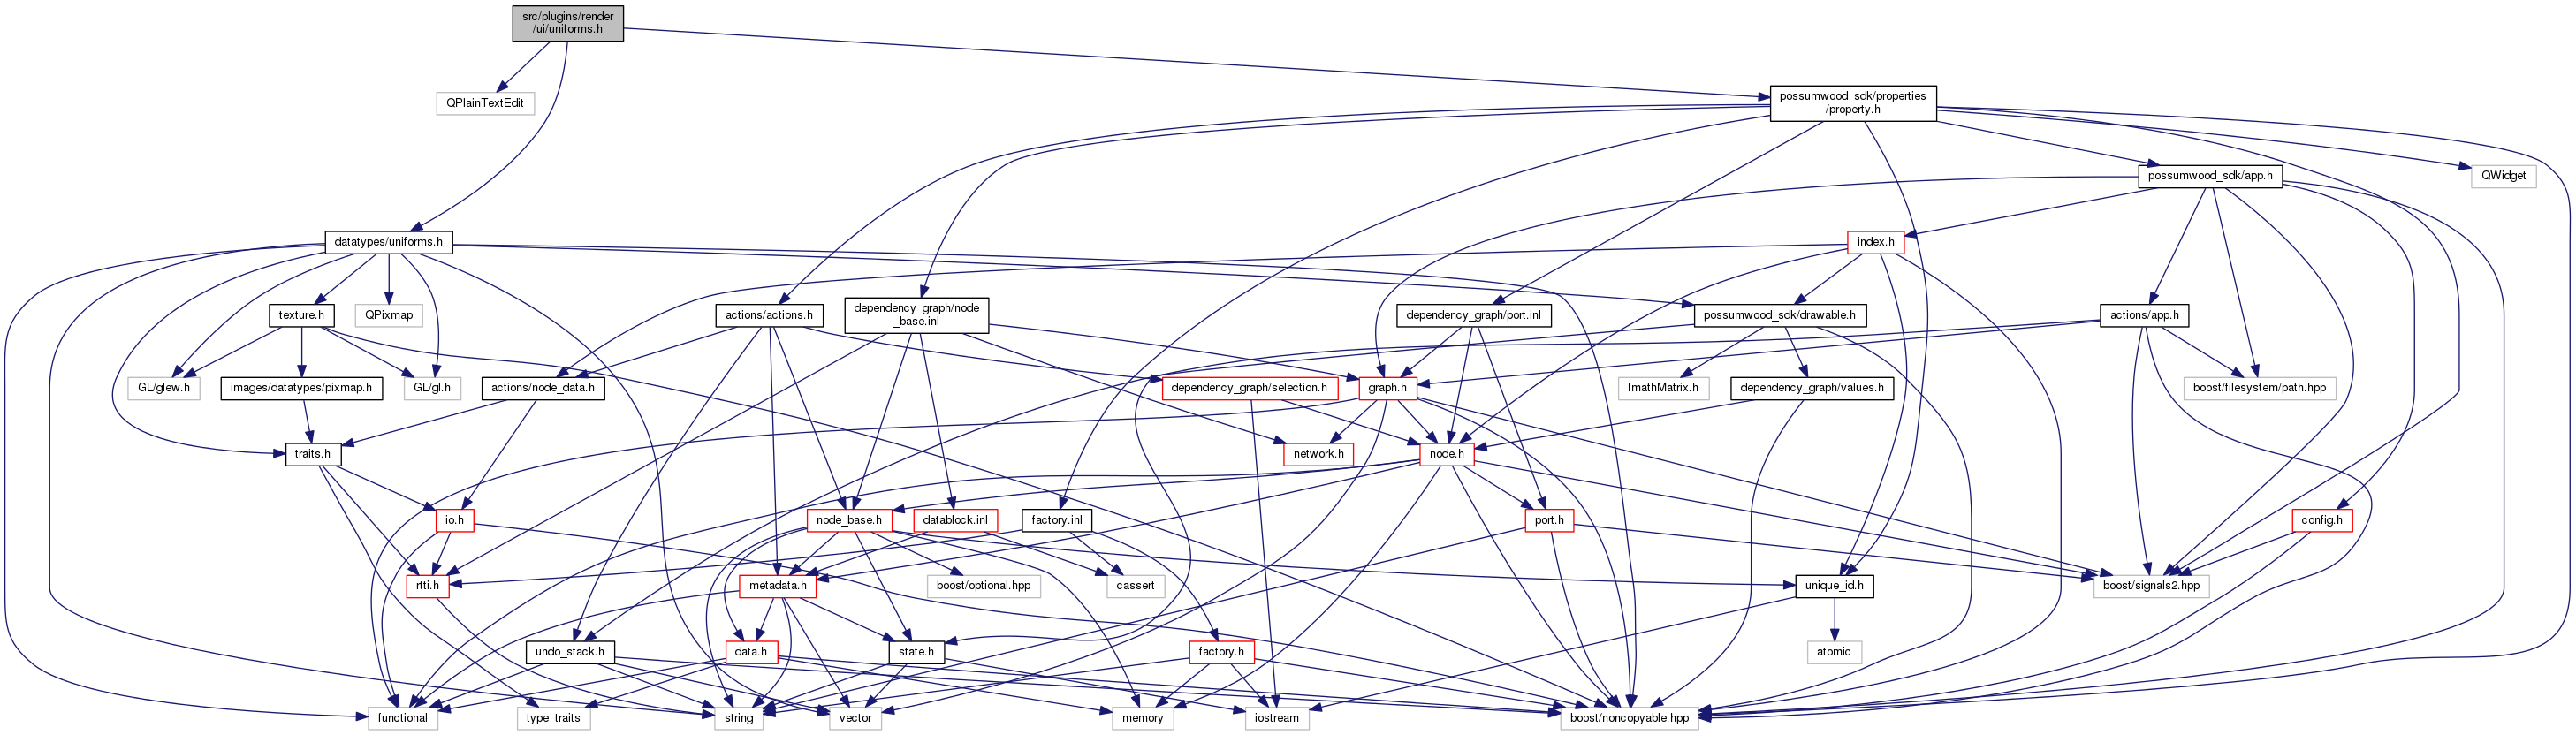 src/plugins/render
/ui/uniforms.h
QPlainTextEdit
possumwood_sdk/properties
/property.h
possumwood_sdk/app.h
QWidget
datatypes/uniforms.h
index.h
texture.h
QPixmap
actions/actions.h
dependency_graph/node
_base.inl
dependency_graph/port.inl
possumwood_sdk/drawable.h
actions/app.h
GL/glew.h
images/datatypes/pixmap.h
GL/gl.h
actions/node_data.h
dependency_graph/selection.h
graph.h
ImathMatrix.h
dependency_graph/values.h
boost/filesystem/path.hpp
traits.h
network.h
node.h
io.h
node_base.h
datablock.inl
factory.inl
port.h
config.h
rtti.h
metadata.h
boost/optional.hpp
cassert
unique_id.h
boost/signals2.hpp
undo_stack.h
data.h
state.h
factory.h
atomic
functional
type_traits
string
vector
memory
iostream
boost/noncopyable.hpp